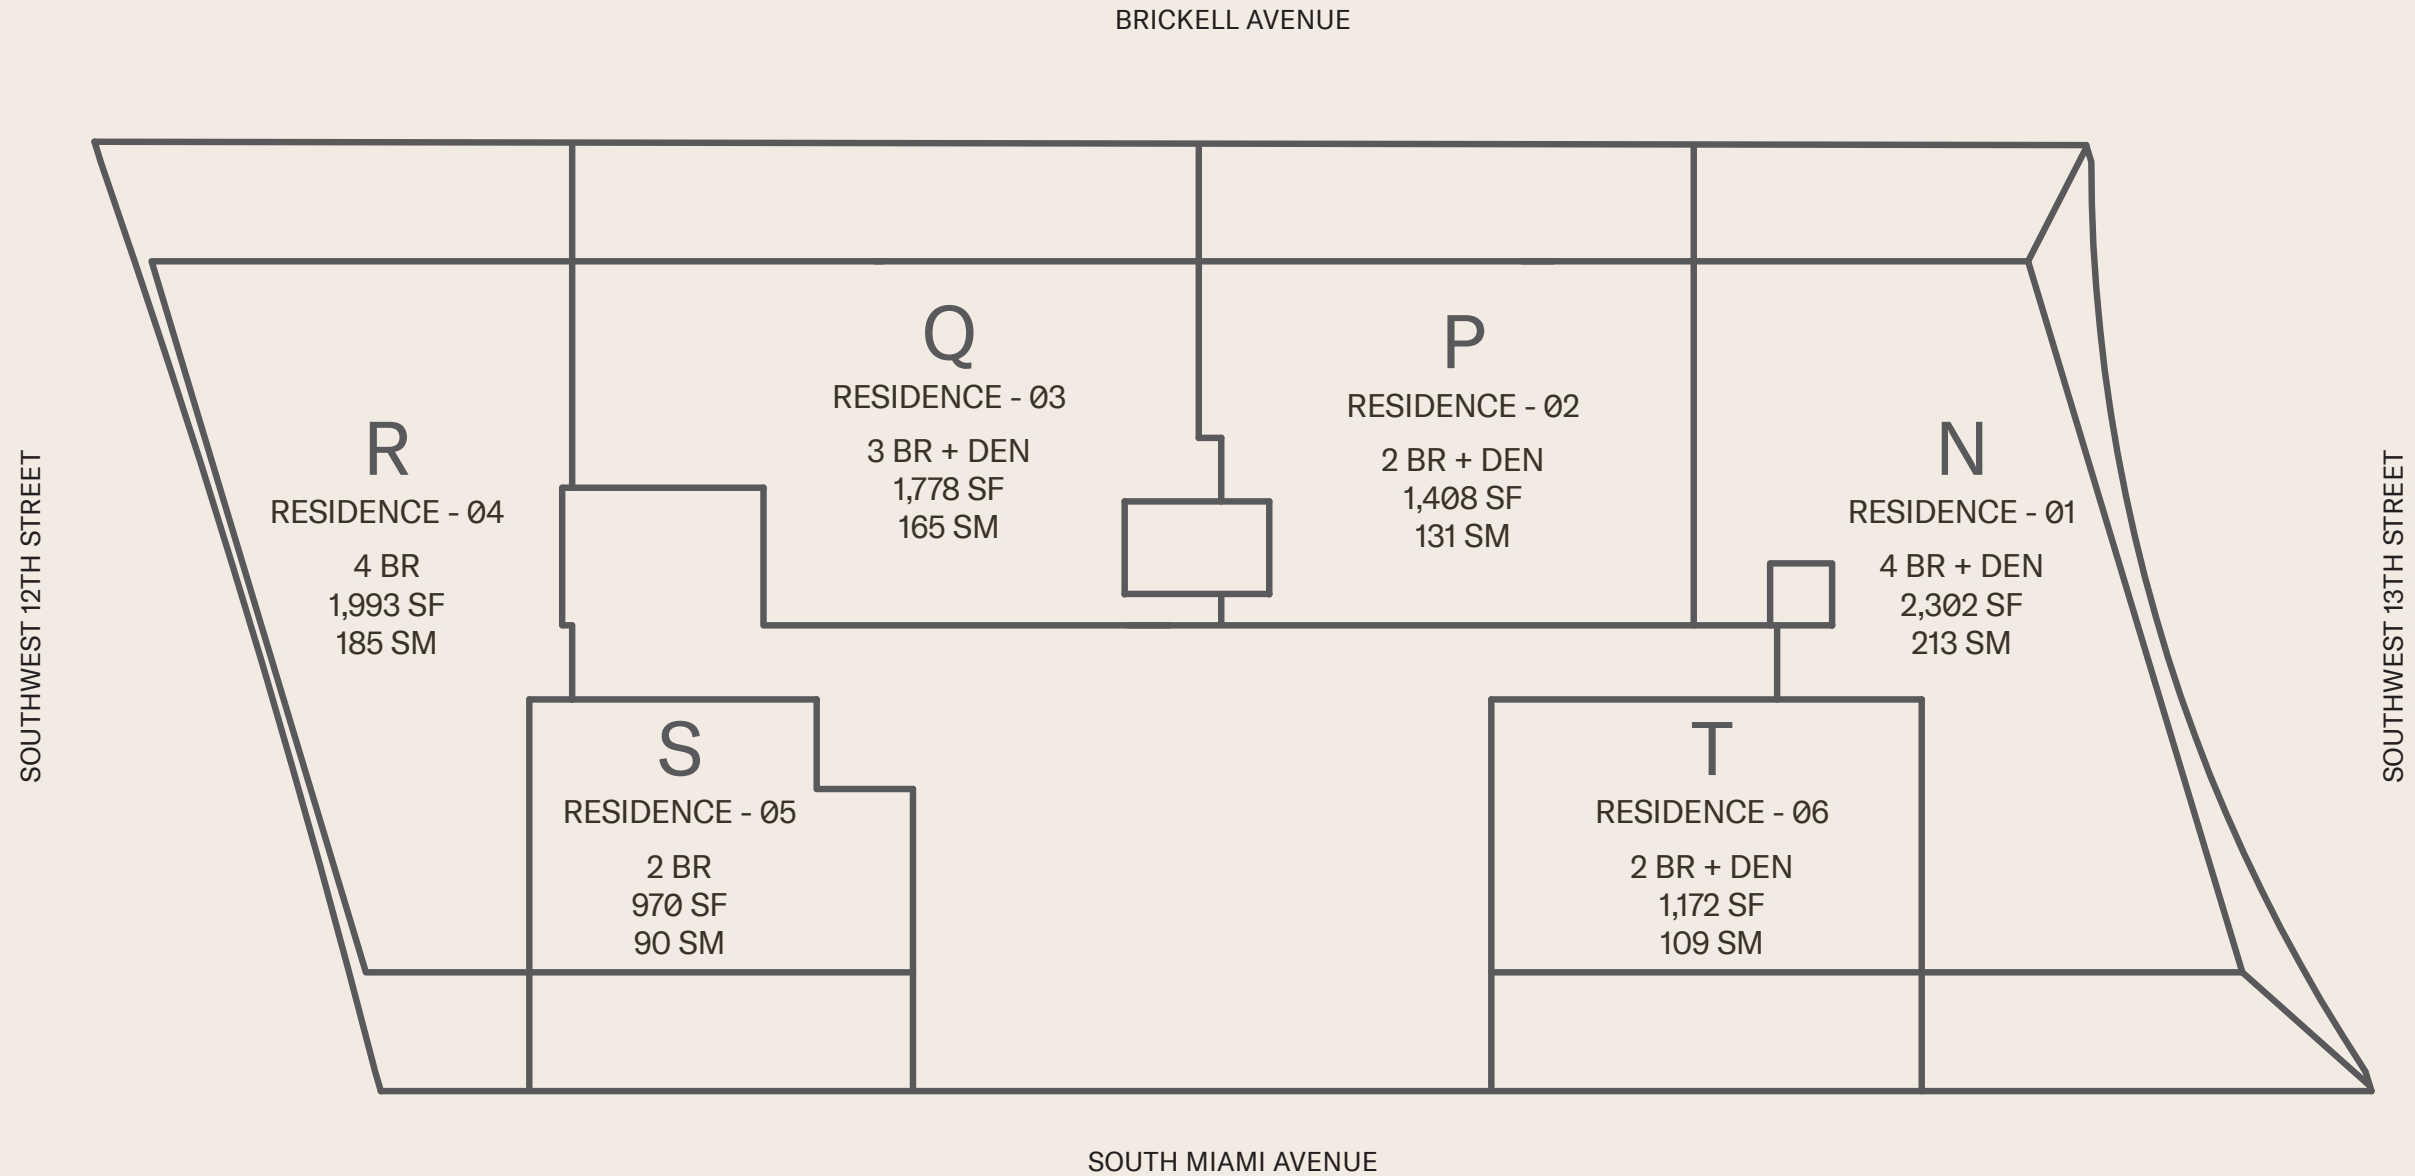 BRICKELL AVENUE
SOUTHWEST 12TH STREET
R
RESIDENCE - 04
4 BR
1,993 SF
185 SM
Q
RESIDENCE - 03
3 BR + DEN
1,778 SF
165 SM
P
RESIDENCE - 02
2 BR + DEN
1,408 SF
131 SM
N
RESIDENCE - 01
4 BR + DEN
2,302 SF
213 SM
SOUTHWEST 13TH STREET
S
RESIDENCE - 05
2 BR
970 SF
90 SM
T
RESIDENCE - 06
2 BR + DEN
1,172 SF
109 SM
SOUTH MIAMI AVENUE